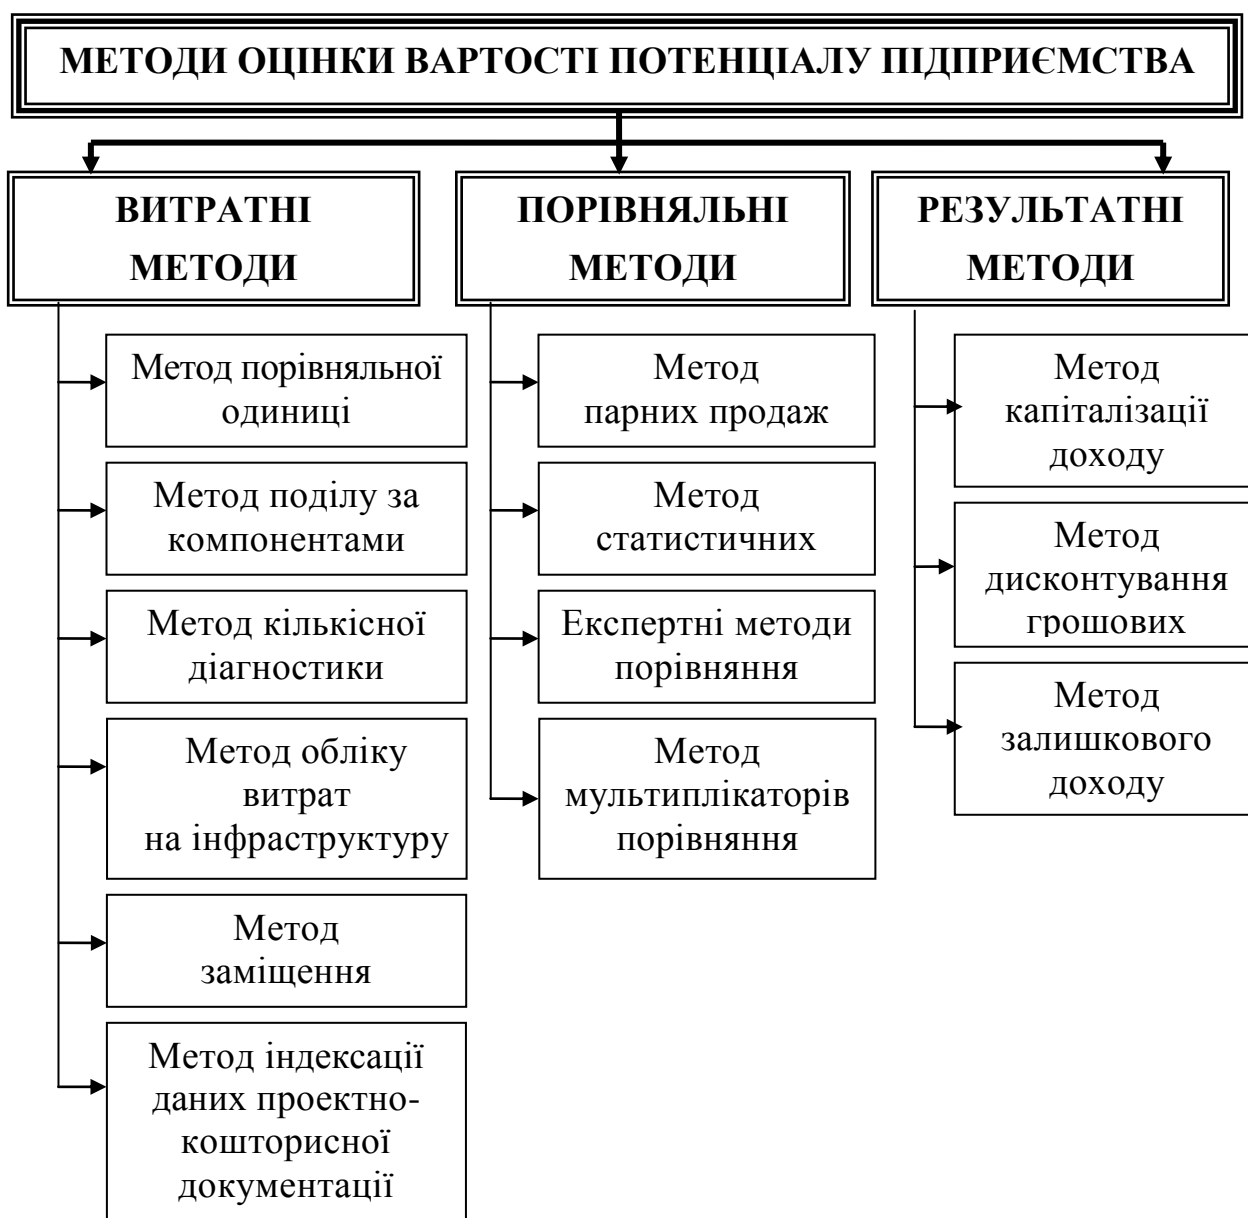 МЕТОДИ ОЦІНКИ ВАРТОСТІ ПОТЕНЦІАЛУ ПІДПРИЄМСТВА
ВИТРАТНІ
МЕТОДИ
ПОРІВНЯЛЬНІ
МЕТОДИ
РЕЗУЛЬТАТНІ
МЕТОДИ
Метод порівняльної
одиниці
Метод поділу за
компонентами
Метод кількісної
діагностики
Метод обліку
витрат
на інфраструктуру
Метод
заміщення
Метод індексації
даних проектно-
кошторисної
документації
Метод
парних продаж
Метод
статистичних
Експертні методи
порівняння
Метод
мультиплікаторів
порівняння
Метод
капіталізації
доходу
Метод
дисконтування
грошових
Метод
залишкового
доходу